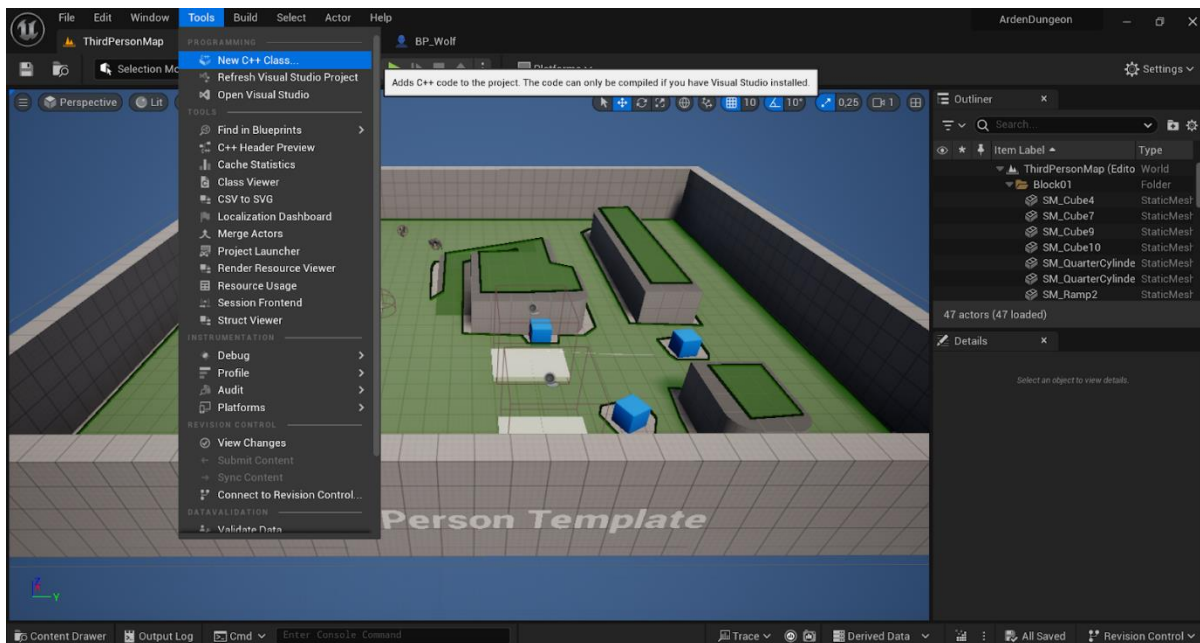 File Edit Window Tools Build Select Actor Help
ArdenDungeon
ThirdPersonMap
BP_Wolf
Selection Mo
Settings
PROGRAMMING
New C++ Class...
Refresh Visual Studio Project
Open Visual Studio
Adds C++ code to the project. The code can only be compiled if you have Visual Studio installed.
TOOLS
Find in Blueprints
C++ Header Preview
Cache Statistics
Class Viewer
CSV to SVG
Localization Dashboard
Merge Actors
Project Launcher
Render Resource Viewer
Resource Usage
Session Frontend
Struct Viewer
INSTRUMENTATION
Debug
Profile
Audit
Platforms
REVISION CONTROL
View Changes
Submit Content
Sync Content
Connect to Revision Control...
DATA VALIDATION
Validate Data
Perspective
Lit
10
10°
0,25
1
Person Template
Z
Y
Outliner
Search...
Item Label
Type
ThirdPersonMap (Edito World
Block01 Folder
SM_Cube4 StaticMesh
SM_Cube7 StaticMesh
SM_Cube9 StaticMesh
SM_Cube10 StaticMesh
SM_QuarterCylinde StaticMesh
SM_QuarterCylinde StaticMesh
SM_Ramp2 StaticMesh
47 actors (47 loaded)
Details
Select an object to view details.
Content Drawer
Output Log
Cmd
Enter Console Command
Trace
Derived Data
All Saved
Revision Control